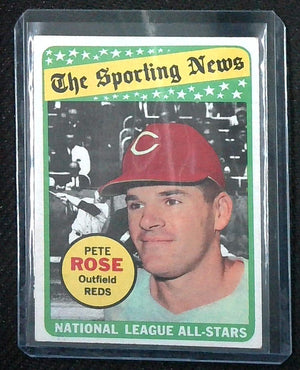 The Sporting News
C
PETE
ROSE
Outfield
REDS
NATIONAL LEAGUE ALL-STARS